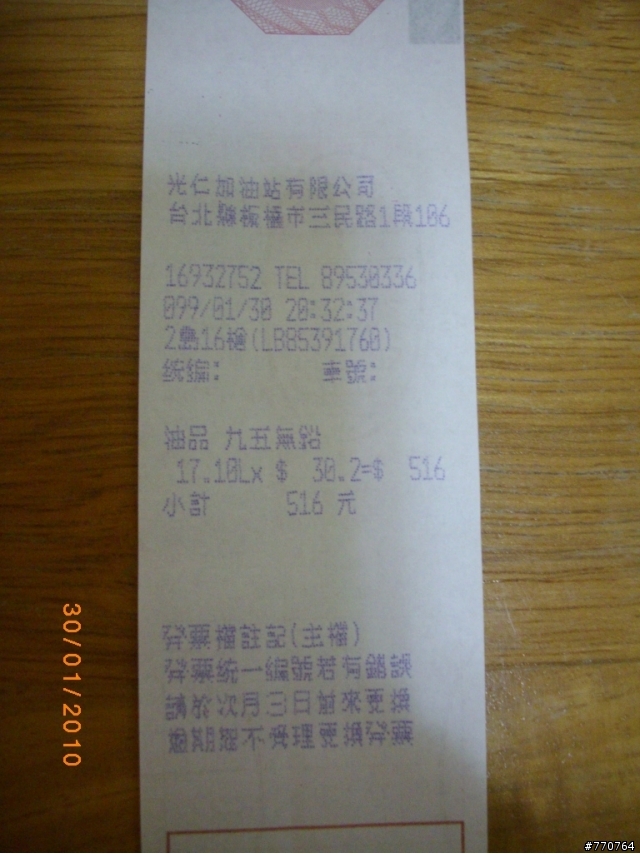 光仁加油站有限公司
台北縣板橋市三民路1段106
16932752 TEL 89530336
099/01/30 20:32:37
2島16槍(LB85391760)
統編: 車號:
油品 九五無鉛
17.10Lx $ 30.2=$ 516
小計 516 元
發票檔註記(主檔)
發票統一編號若有錯誤
請於次月三日前來更換
逾期恕不受理更換發票
30/01/2010
#770764